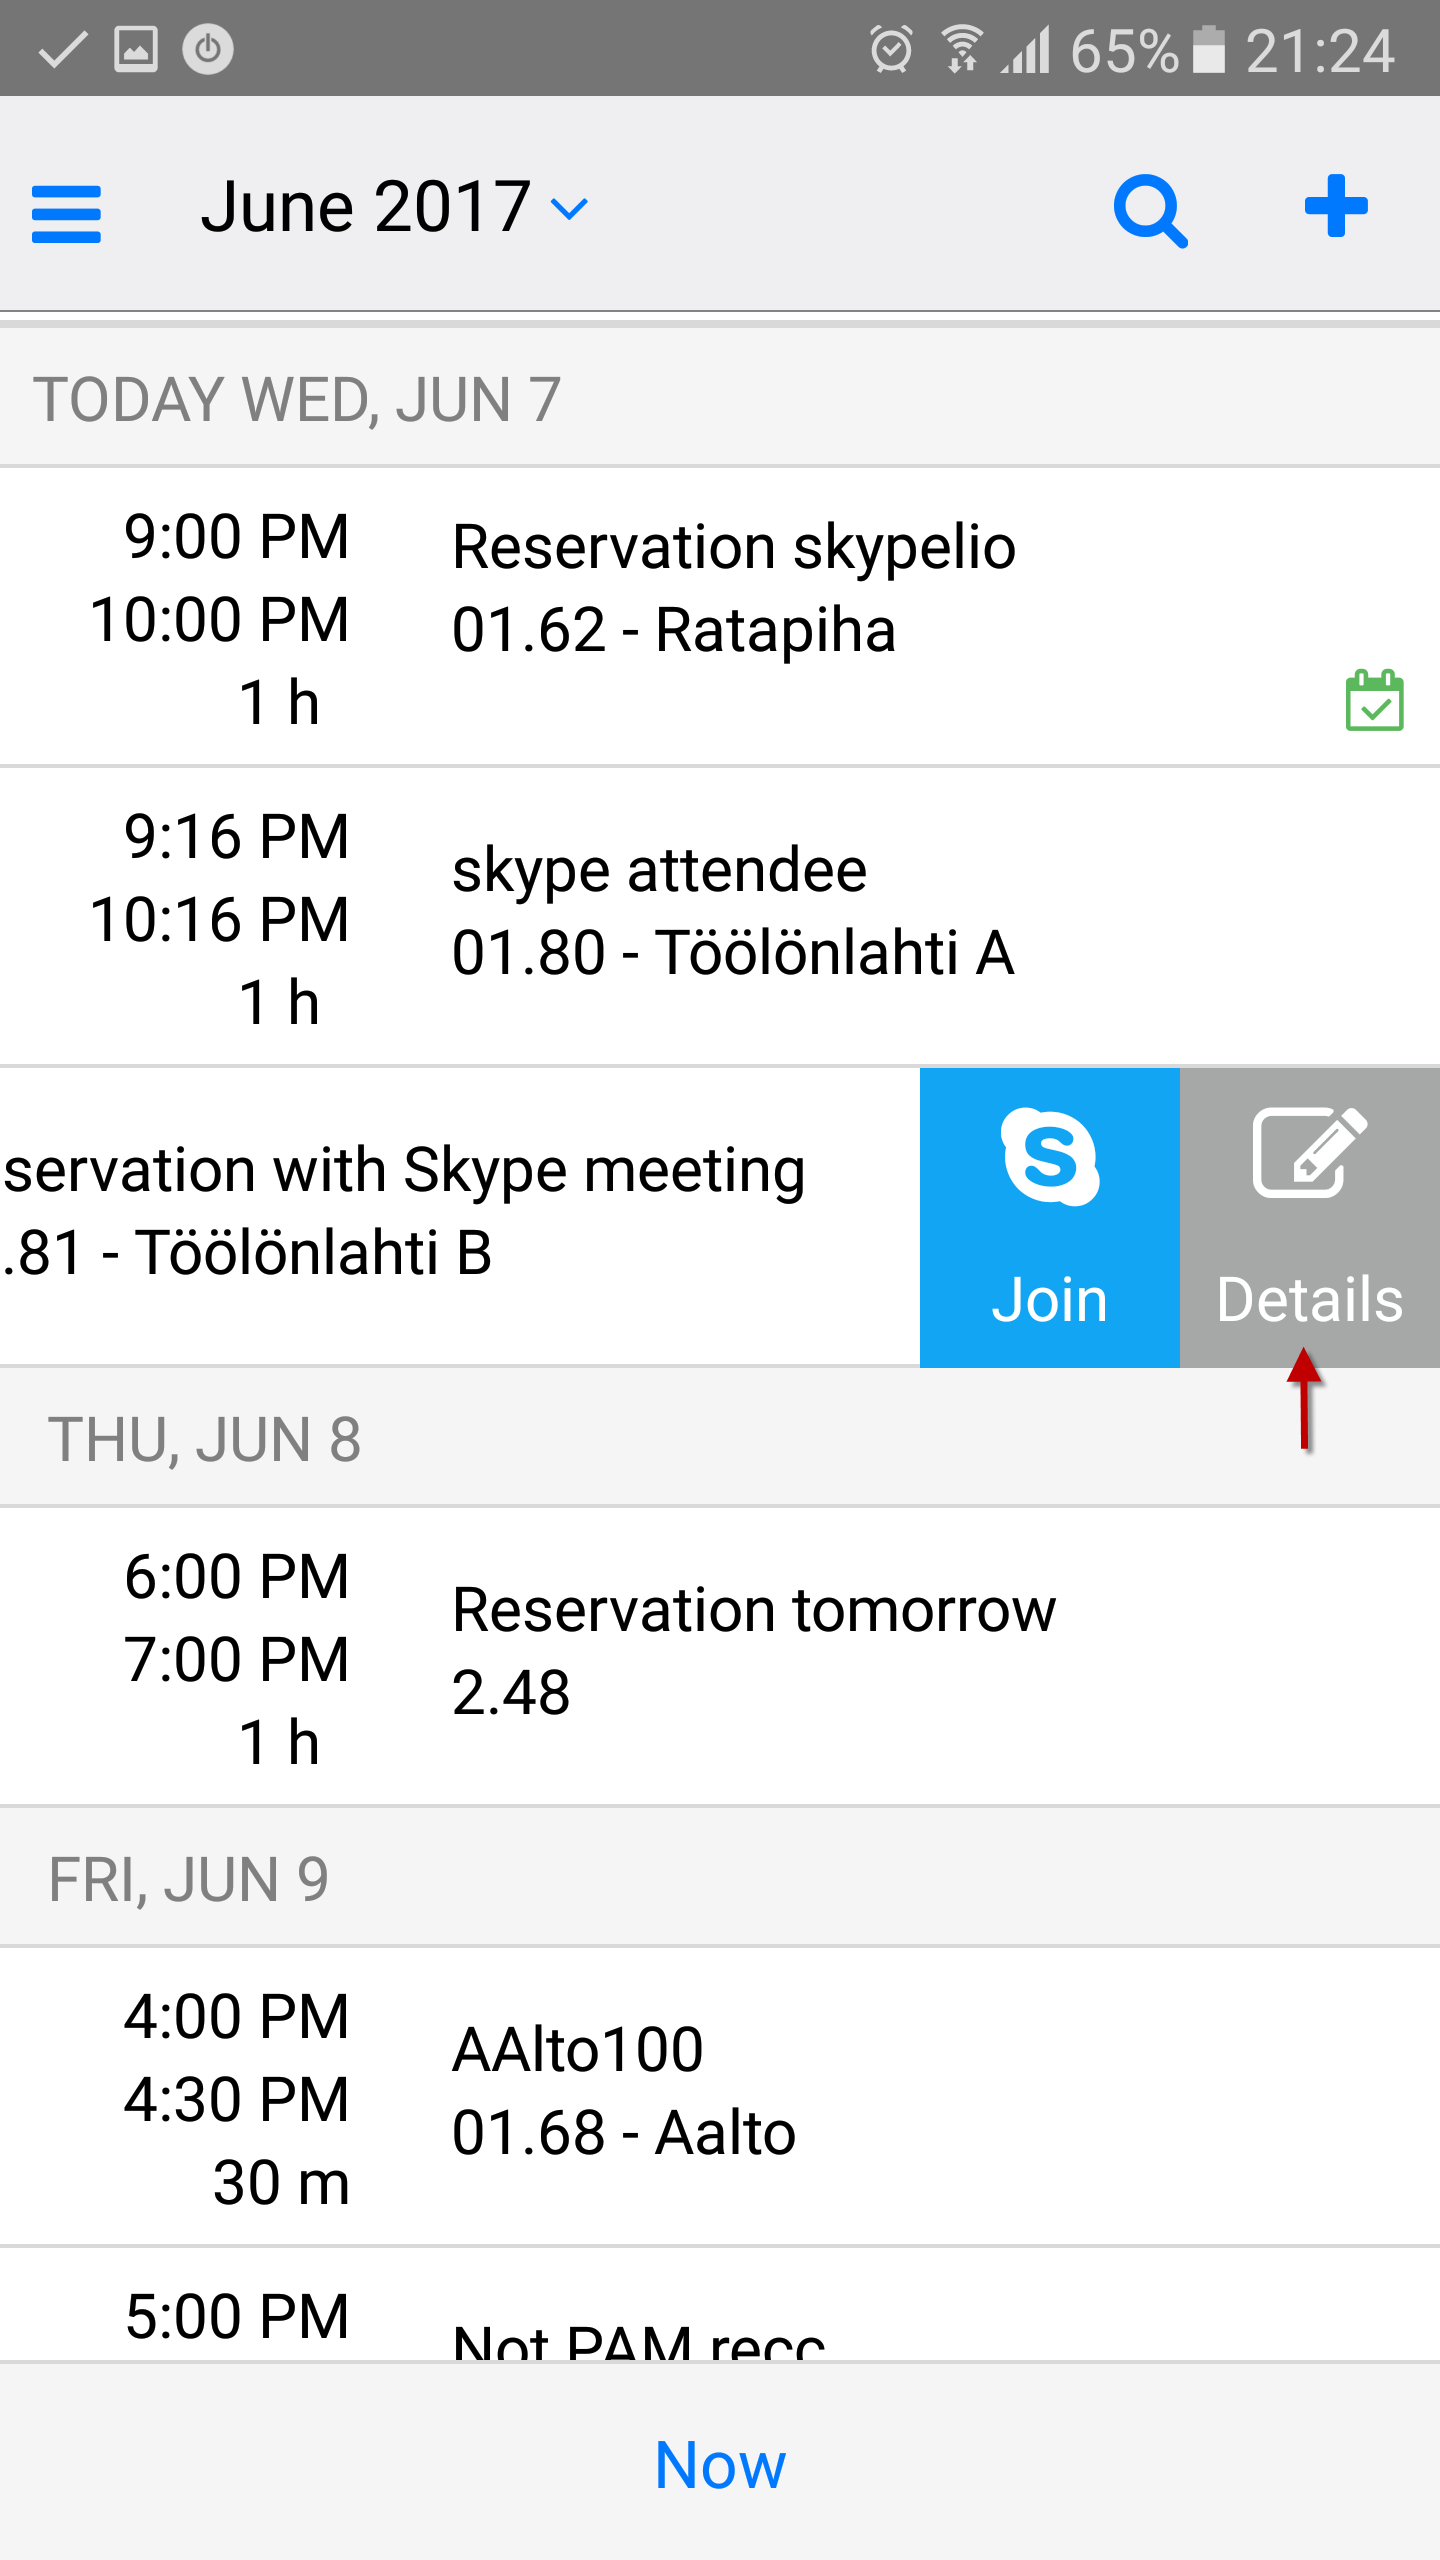 65% 21:24
June 2017
TODAY WED, JUN 7
9:00 PM
10:00 PM
1 h
Reservation skypelio
01.62 - Ratapiha
9:16 PM
10:16 PM
1 h
skype attendee
01.80 - Töölönlahti A
servation with Skype meeting
.81 - Töölönlahti B
Join
Details
THU, JUN 8
6:00 PM
7:00 PM
1 h
Reservation tomorrow
2.48
FRI, JUN 9
4:00 PM
4:30 PM
30 m
AAlto100
01.68 - Aalto
5:00 PM
Not PAM recc
Now